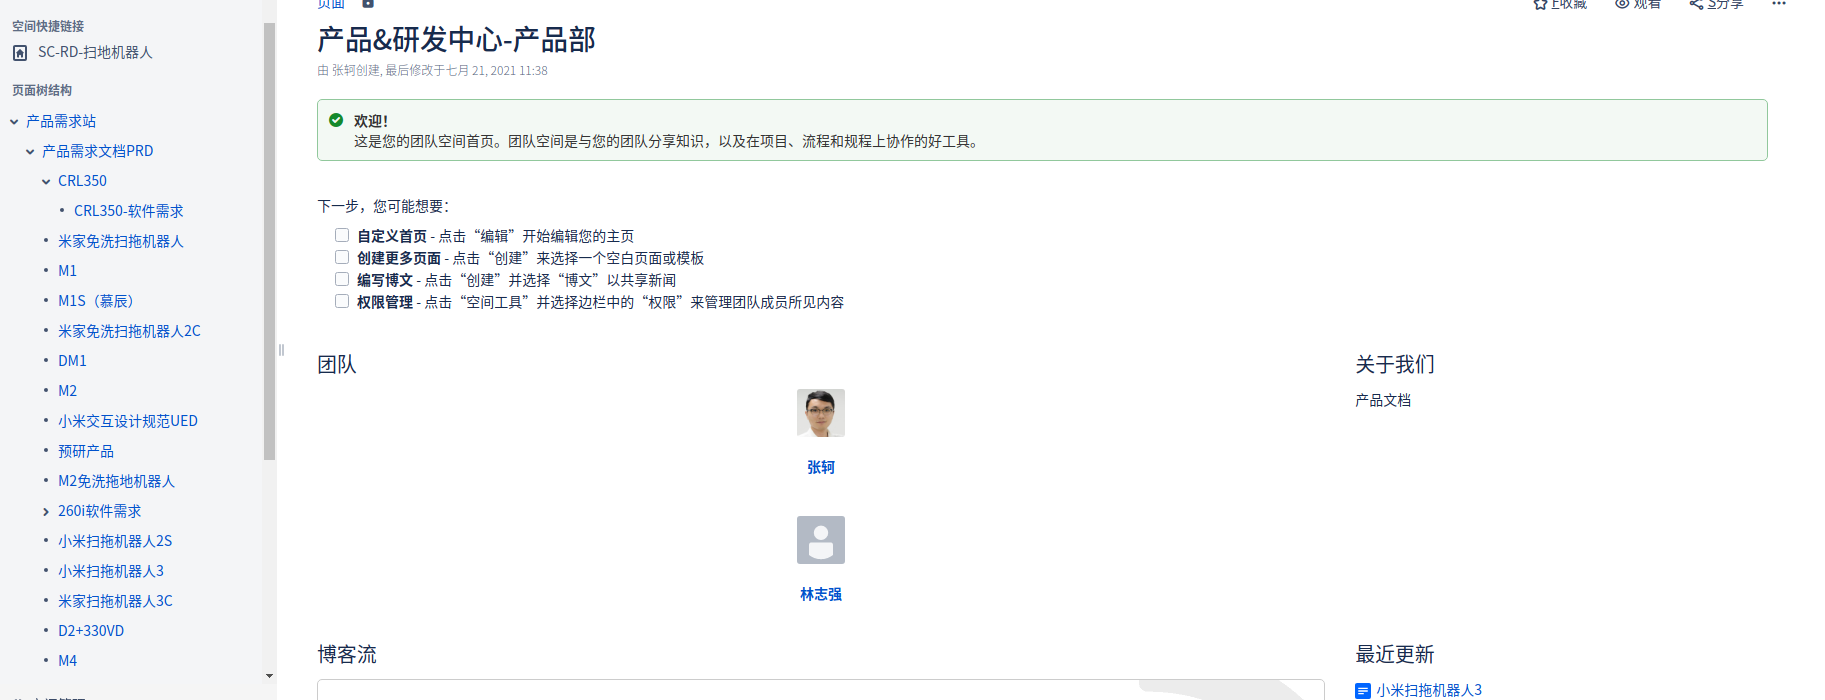 空间快捷链接
SC-RD-扫地机器人
页面树结构
产品需求站
产品需求文档PRD
CRL350
CRL350-软件需求
米家免洗扫拖机器人
M1
M1S（慕辰）
米家免洗扫拖机器人2C
DM1
M2
小米交互设计规范UED
预研产品
M2免洗拖地机器人
260i软件需求
小米扫拖机器人2S
小米扫拖机器人3
米家扫拖机器人3C
D2+330VD
M4
页面
F收藏
观看
S分享
产品&研发中心-产品部
由 张轲创建, 最后修改于七月 21, 2021 11:38
欢迎！
这是您的团队空间首页。团队空间是与您的团队分享知识，以及在项目、流程和规程上协作的好工具。
下一步，您可能想要：
自定义首页 - 点击“编辑”开始编辑您的主页
创建更多页面 - 点击“创建”来选择一个空白页面或模板
编写博文 - 点击“创建”并选择“博文”以共享新闻
权限管理 - 点击“空间工具”并选择边栏中的“权限”来管理团队成员所见内容
团队
张轲
林志强
关于我们
产品文档
博客流
最近更新
小米扫拖机器人3